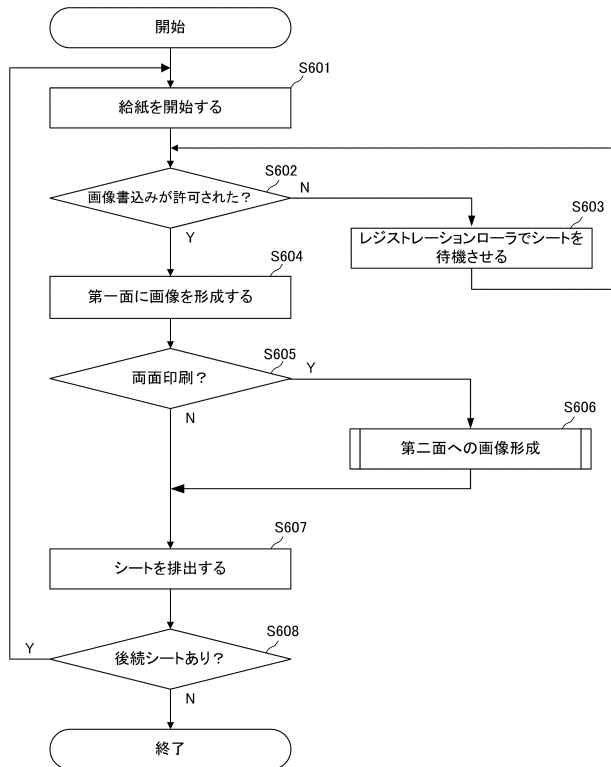 開始
S601
給紙を開始する
S602
画像書込みが許可された？
N
Y
S603
レジストレーションローラでシートを
待機させる
S604
第一面に画像を形成する
S605
両面印刷？
Y
N
S606
第二面への画像形成
S607
シートを排出する
S608
後続シートあり？
Y
N
終了